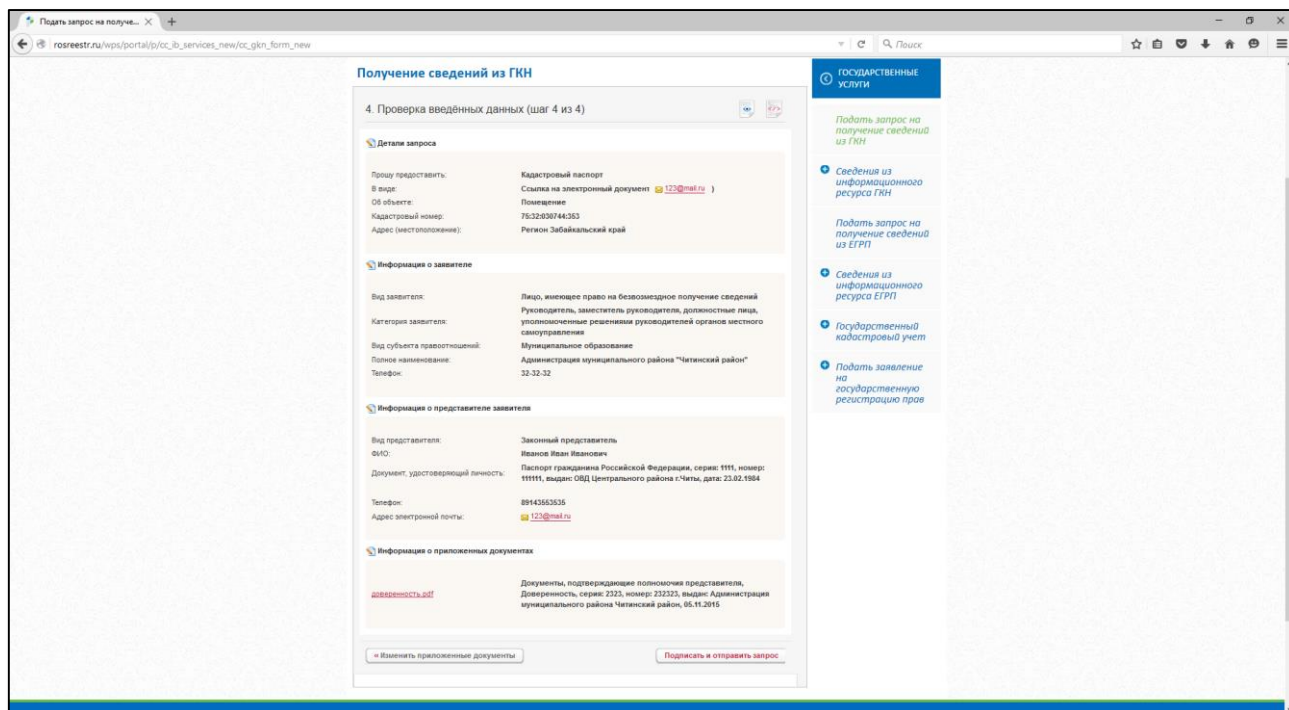 Подать запрос на получе...
rosreestr.ru/wps/portal/p/cc_ib_services_new/cc_gkn_form_new
Поиск
Получение сведений из ГКН
4. Проверка введённых данных (шаг 4 из 4)
Детали запроса
Прошу предоставить: Кадастровый паспорт
В виде: Ссылка на электронный документ 123@mail.ru )
Об объекте: Помещение
Кадастровый номер: 75:32:030744:353
Адрес (местоположение): Регион Забайкальский край
Информация о заявителе
Вид заявителя: Лицо, имеющее право на безвозмездное получение сведений
Категория заявителя: Руководитель, заместитель руководителя, должностные лица,
уполномоченные решениями руководителей органов местного
самоуправления
Вид субъекта правоотношений: Муниципальное образование
Полное наименование: Администрация муниципального района "Читинский район"
Телефон: 32-32-32
Информация о представителе заявителя
Вид представителя: Законный представитель
ФИО: Иванов Иван Иванович
Документ, удостоверяющий личность: Паспорт гражданина Российской Федерации, серия: 1111, номер:
111111, выдан: ОВД Центрального района г.Читы, дата: 23.02.1984
Телефон: 89143553535
Адрес электронной почты: 123@mail.ru
Информация о приложенных документах
доверенность.pdf
Документы, подтверждающие полномочия представителя,
Доверенность, серия: 2323, номер: 232323, выдан: Администрация
муниципального района Читинский район, 05.11.2015
« Изменить приложенные документы
Подписать и отправить запрос
ГОСУДАРСТВЕННЫЕ
УСЛУГИ
Подать запрос на
получение сведений
из ГКН
Сведения из
информационного
ресурса ГКН
Подать запрос на
получение сведений
из ЕГРП
Сведения из
информационного
ресурса ЕГРП
Государственный
кадастровый учет
Подать заявление
на
государственную
регистрацию прав